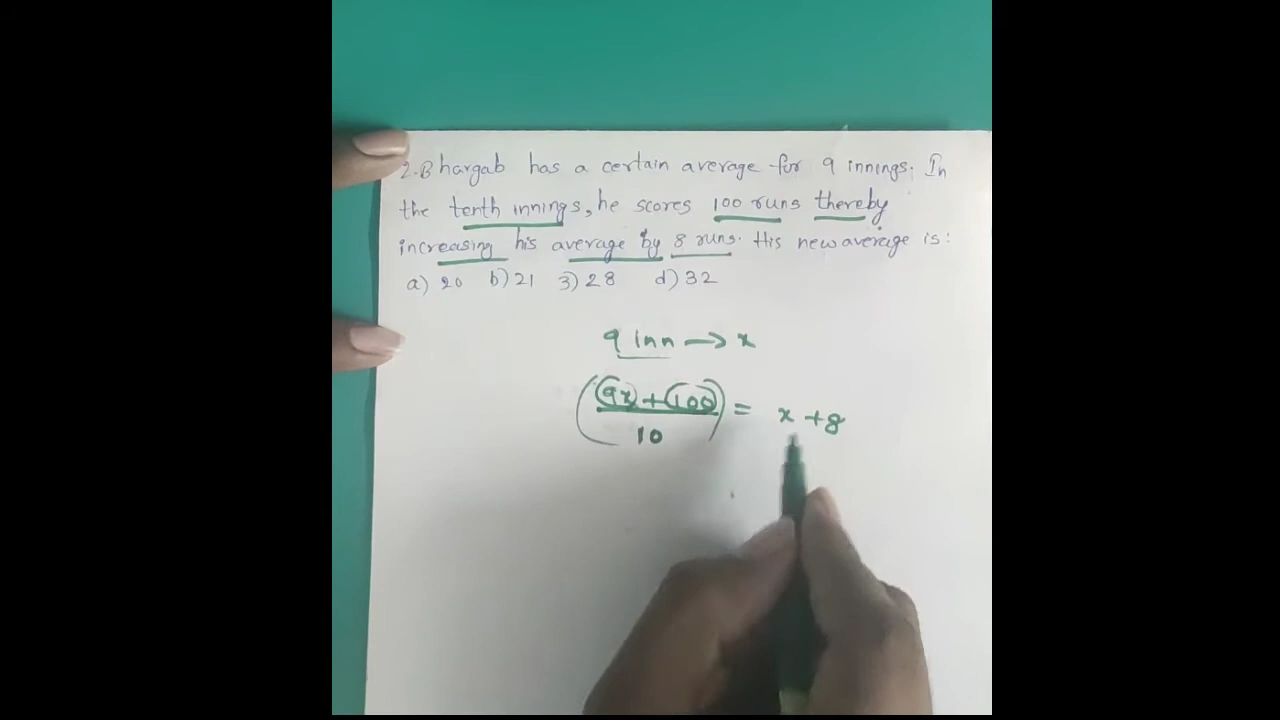 2. Bhargab has a certain average for 9 innings. In
the tenth innings, he scores 100 runs thereby
increasing his average by 8 runs. His new average is:
a) 20 b) 21 3) 28 d) 32
9 inn → x
(9x) + (100)
10
= x + 8